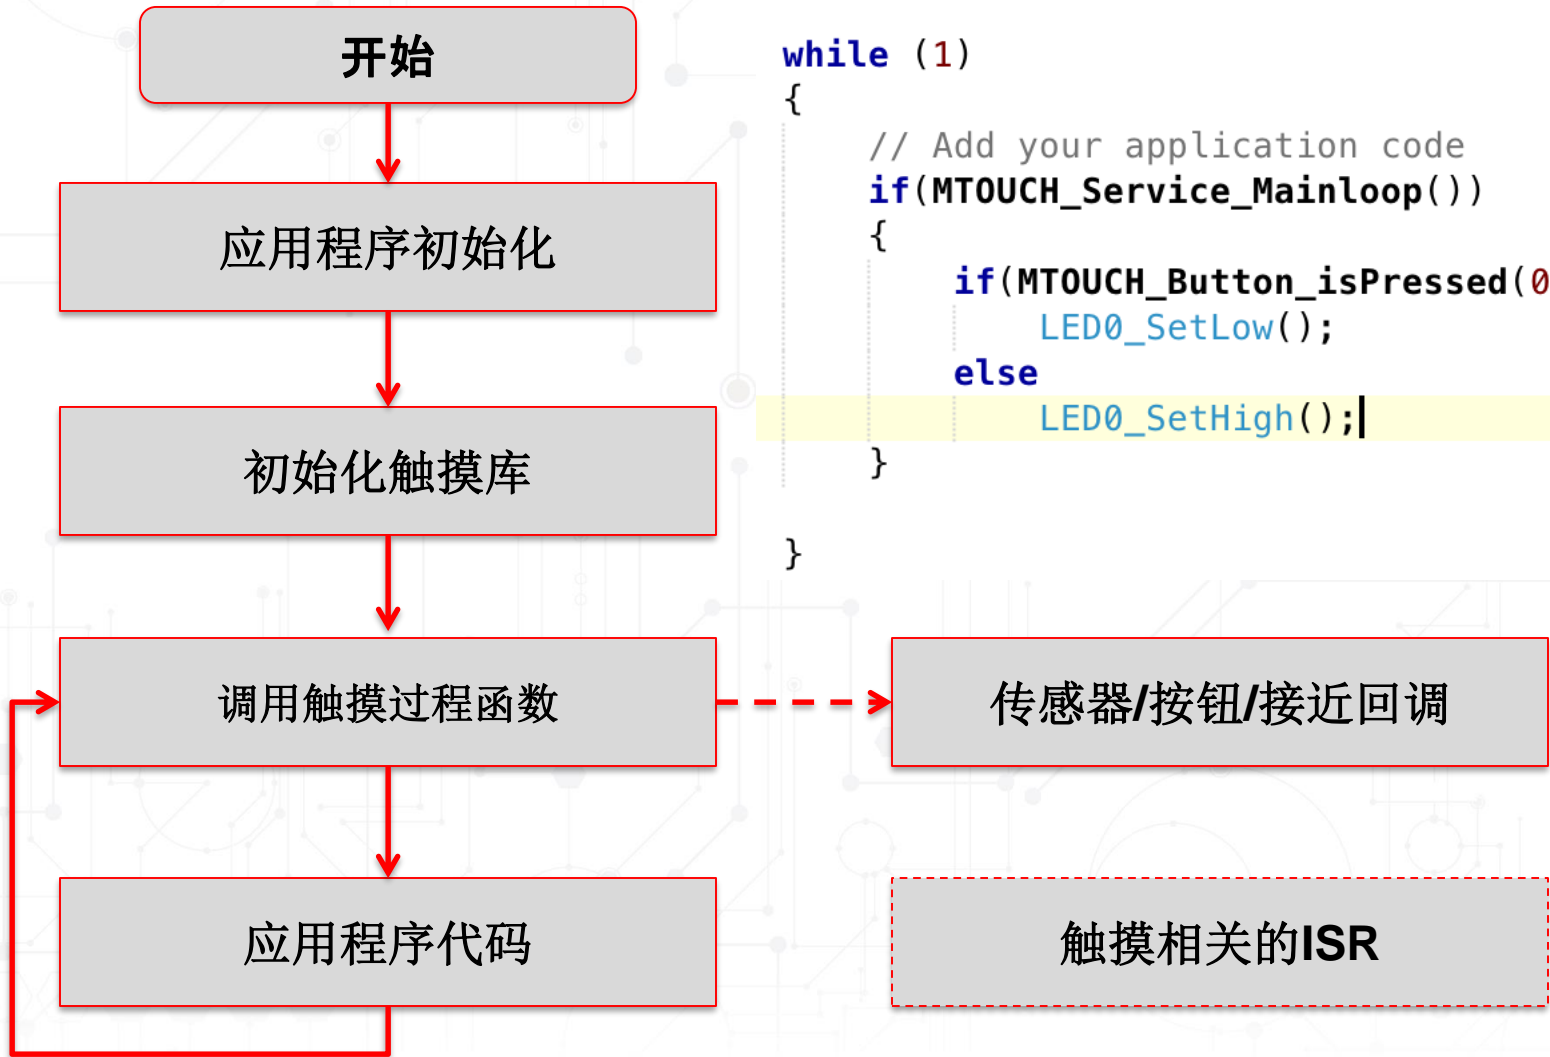 开始
应用程序初始化
初始化触摸库
调用触摸过程函数
应用程序代码
while (1)
{
// Add your application code
if(MTOUCH_Service_Mainloop())
{
if(MTOUCH_Button_isPressed(0
LED0_SetLow();
else
LED0_SetHigh();
}
}
传感器/按钮/接近回调
触摸相关的ISR